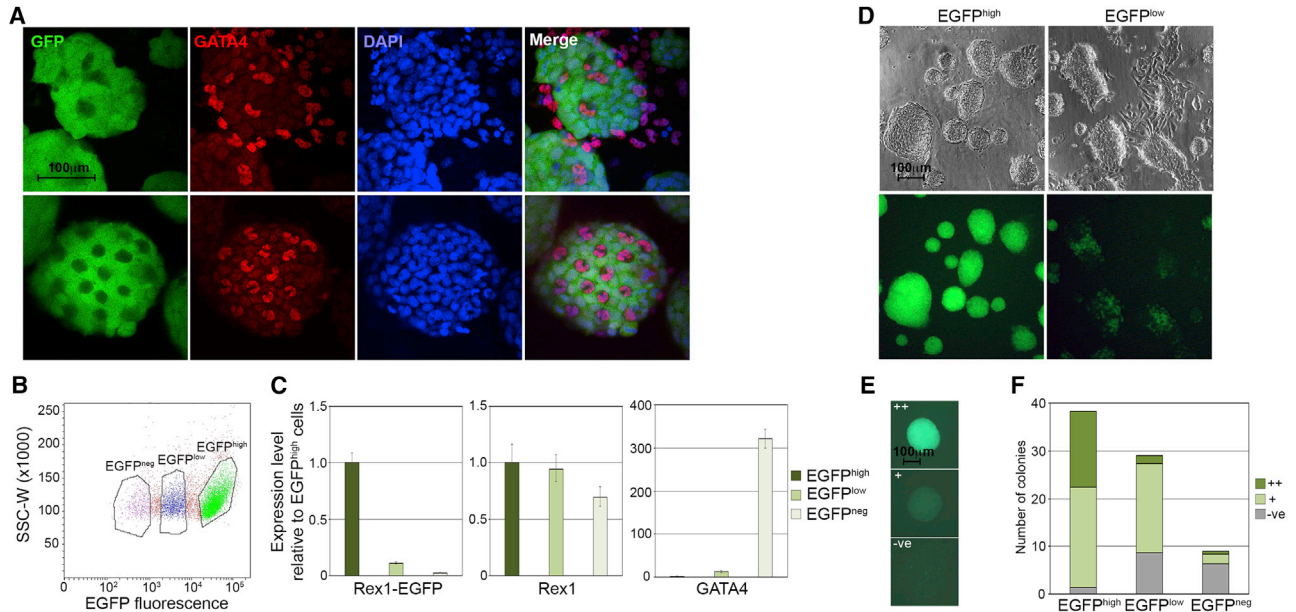 A
GFP
GATA4
DAPI
Merge
100μm
B
SSC-W (x1000)
250
200
150
100
50
EGFPneg
EGFPlow
EGFPhigh
10²
10³
10⁴
10⁵
EGFP fluorescence
C
Expression level
relative to EGFPhigh cells
1.5
1.0
0.5
0
Rex1-EGFP
1.5
1.0
0.5
0
Rex1
400
300
200
100
0
GATA4
EGFPhigh
EGFPlow
EGFPneg
D
EGFPhigh
EGFPlow
100μm
E
++
100μm
+
-ve
F
Number of colonies
40
30
20
10
0
EGFPhigh
EGFPlow
EGFPneg
++
+
-ve